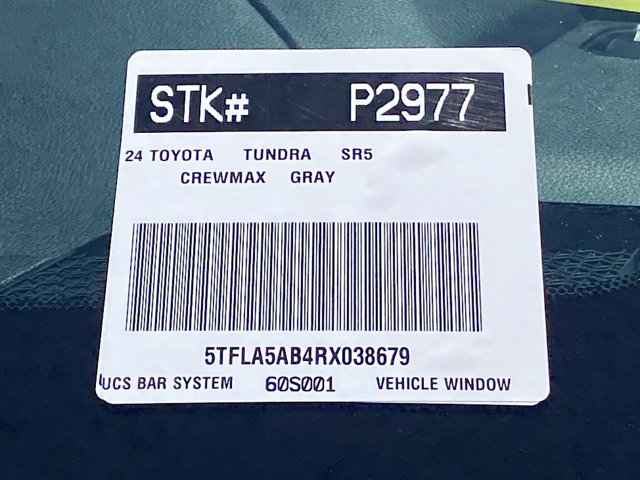 STK# P2977
24 TOYOTA TUNDRA SR5
CREWMAX GRAY
5TFLA5AB4RX038679
UCS BAR SYSTEM 60S001 VEHICLE WINDOW